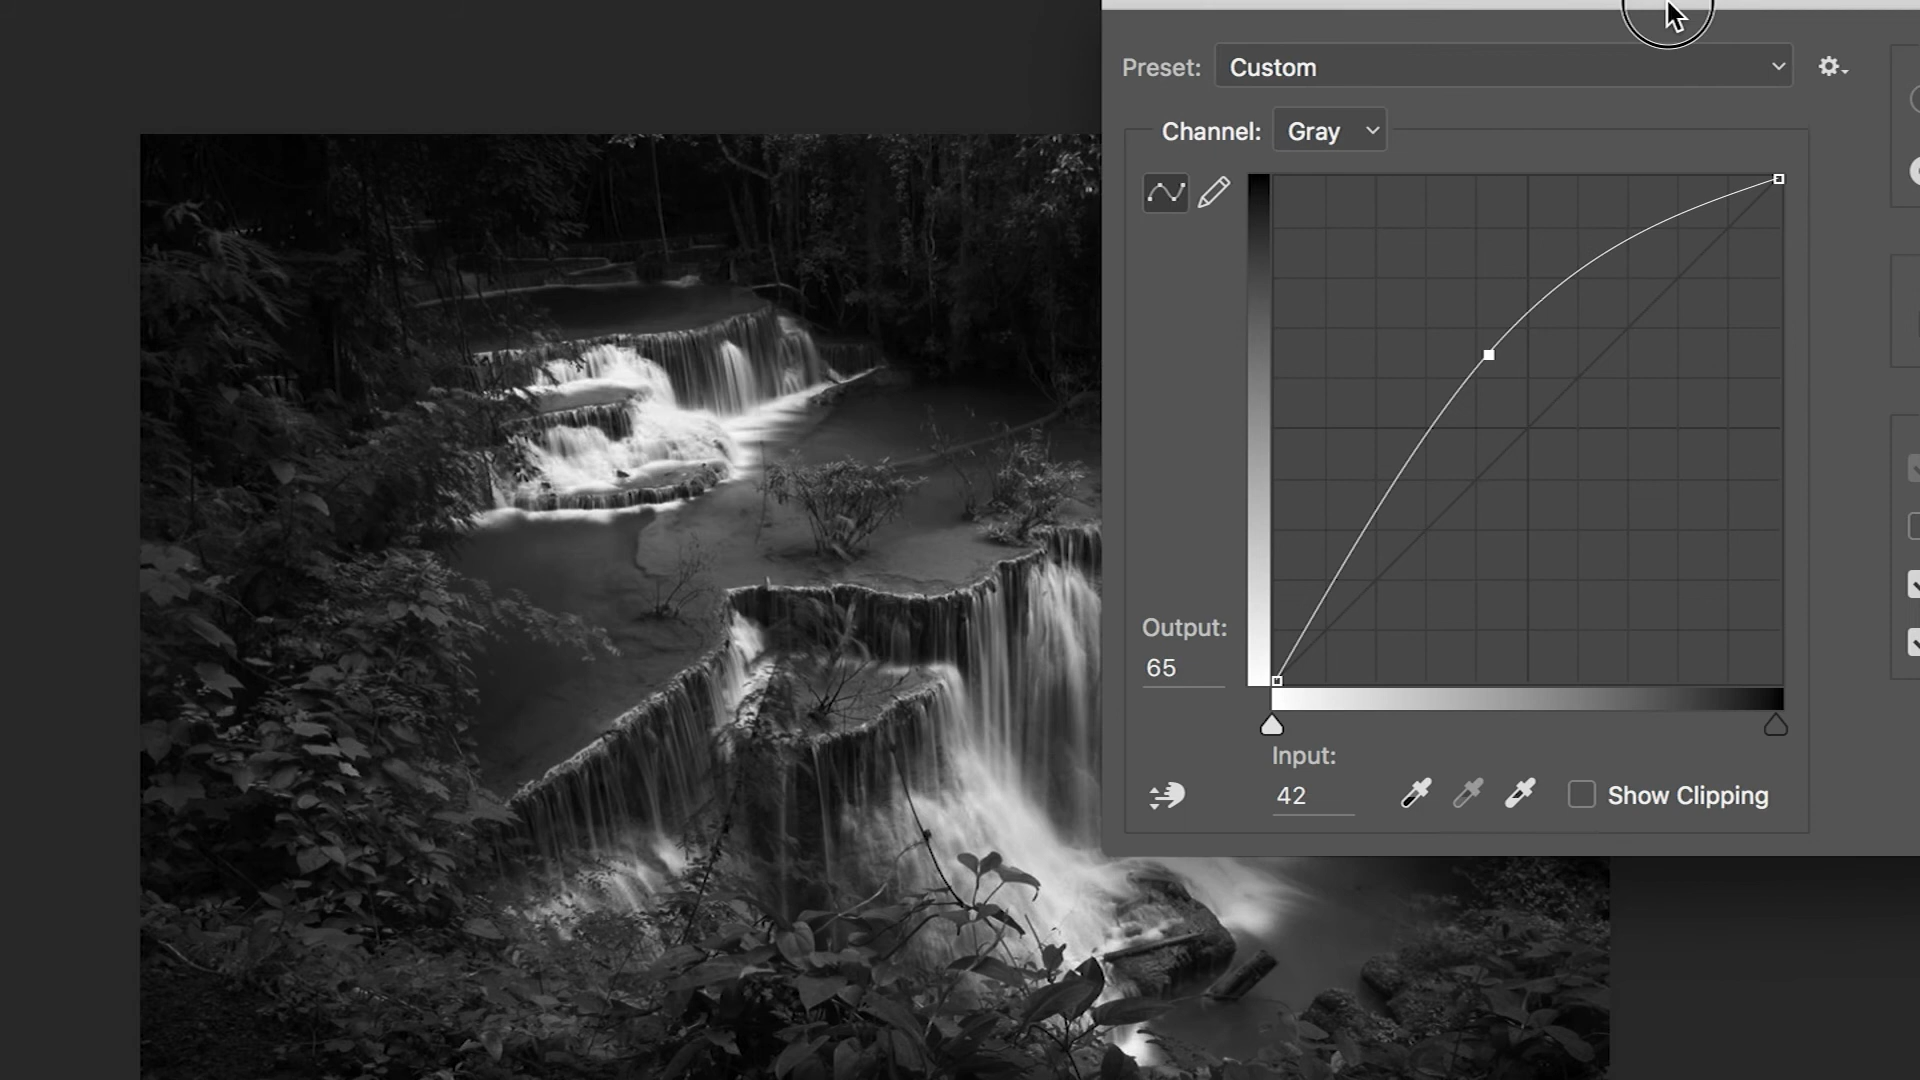 Preset: Custom
Channel: Gray
Output:
65
Input:
42
Show Clipping